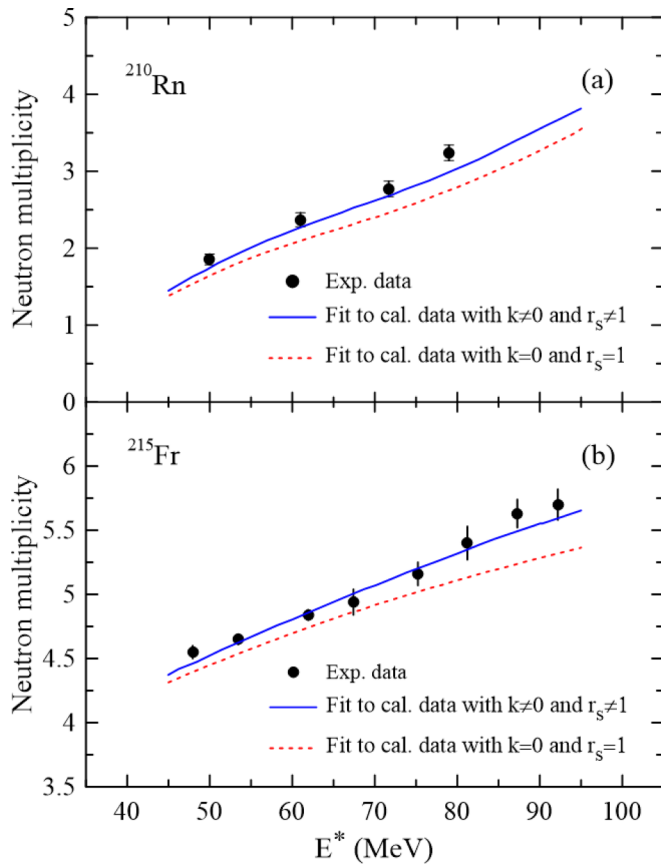 5
²¹⁰Rn
(a)
4
3
2
1
0
Neutron multiplicity
Exp. data
Fit to cal. data with k≠0 and rₛ≠1
Fit to cal. data with k=0 and rₛ=1
²¹⁵Fr
(b)
6
5.5
5
4.5
4
3.5
Neutron multiplicity
Exp. data
Fit to cal. data with k≠0 and rₛ≠1
Fit to cal. data with k=0 and rₛ=1
40 50 60 70 80 90 100
E* (MeV)